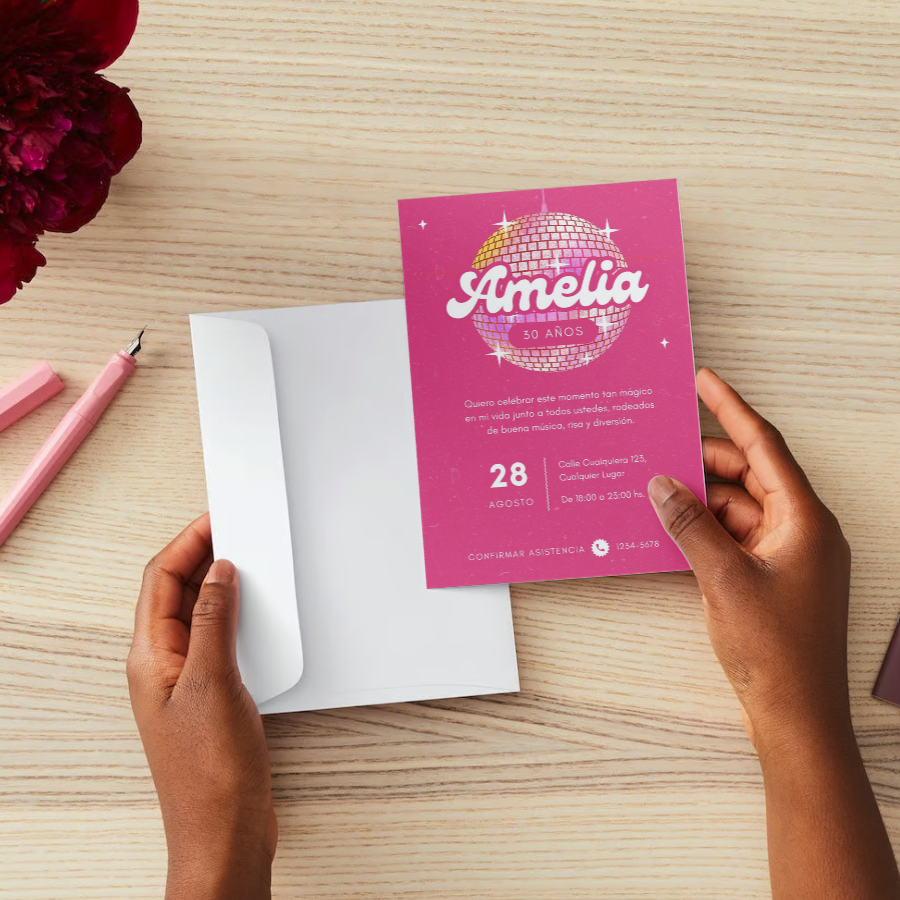 Amelia
30 AÑOS
Quiero celebrar este momento tan mágico
en mi vida junto a todos ustedes, rodeados
de buena música, risa y diversión.
28
AGOSTO
Calle Cualquiera 123,
Cualquier Lugar
De 18:00 a 23:00 hs.
CONFIRMAR ASISTENCIA 1234-5678